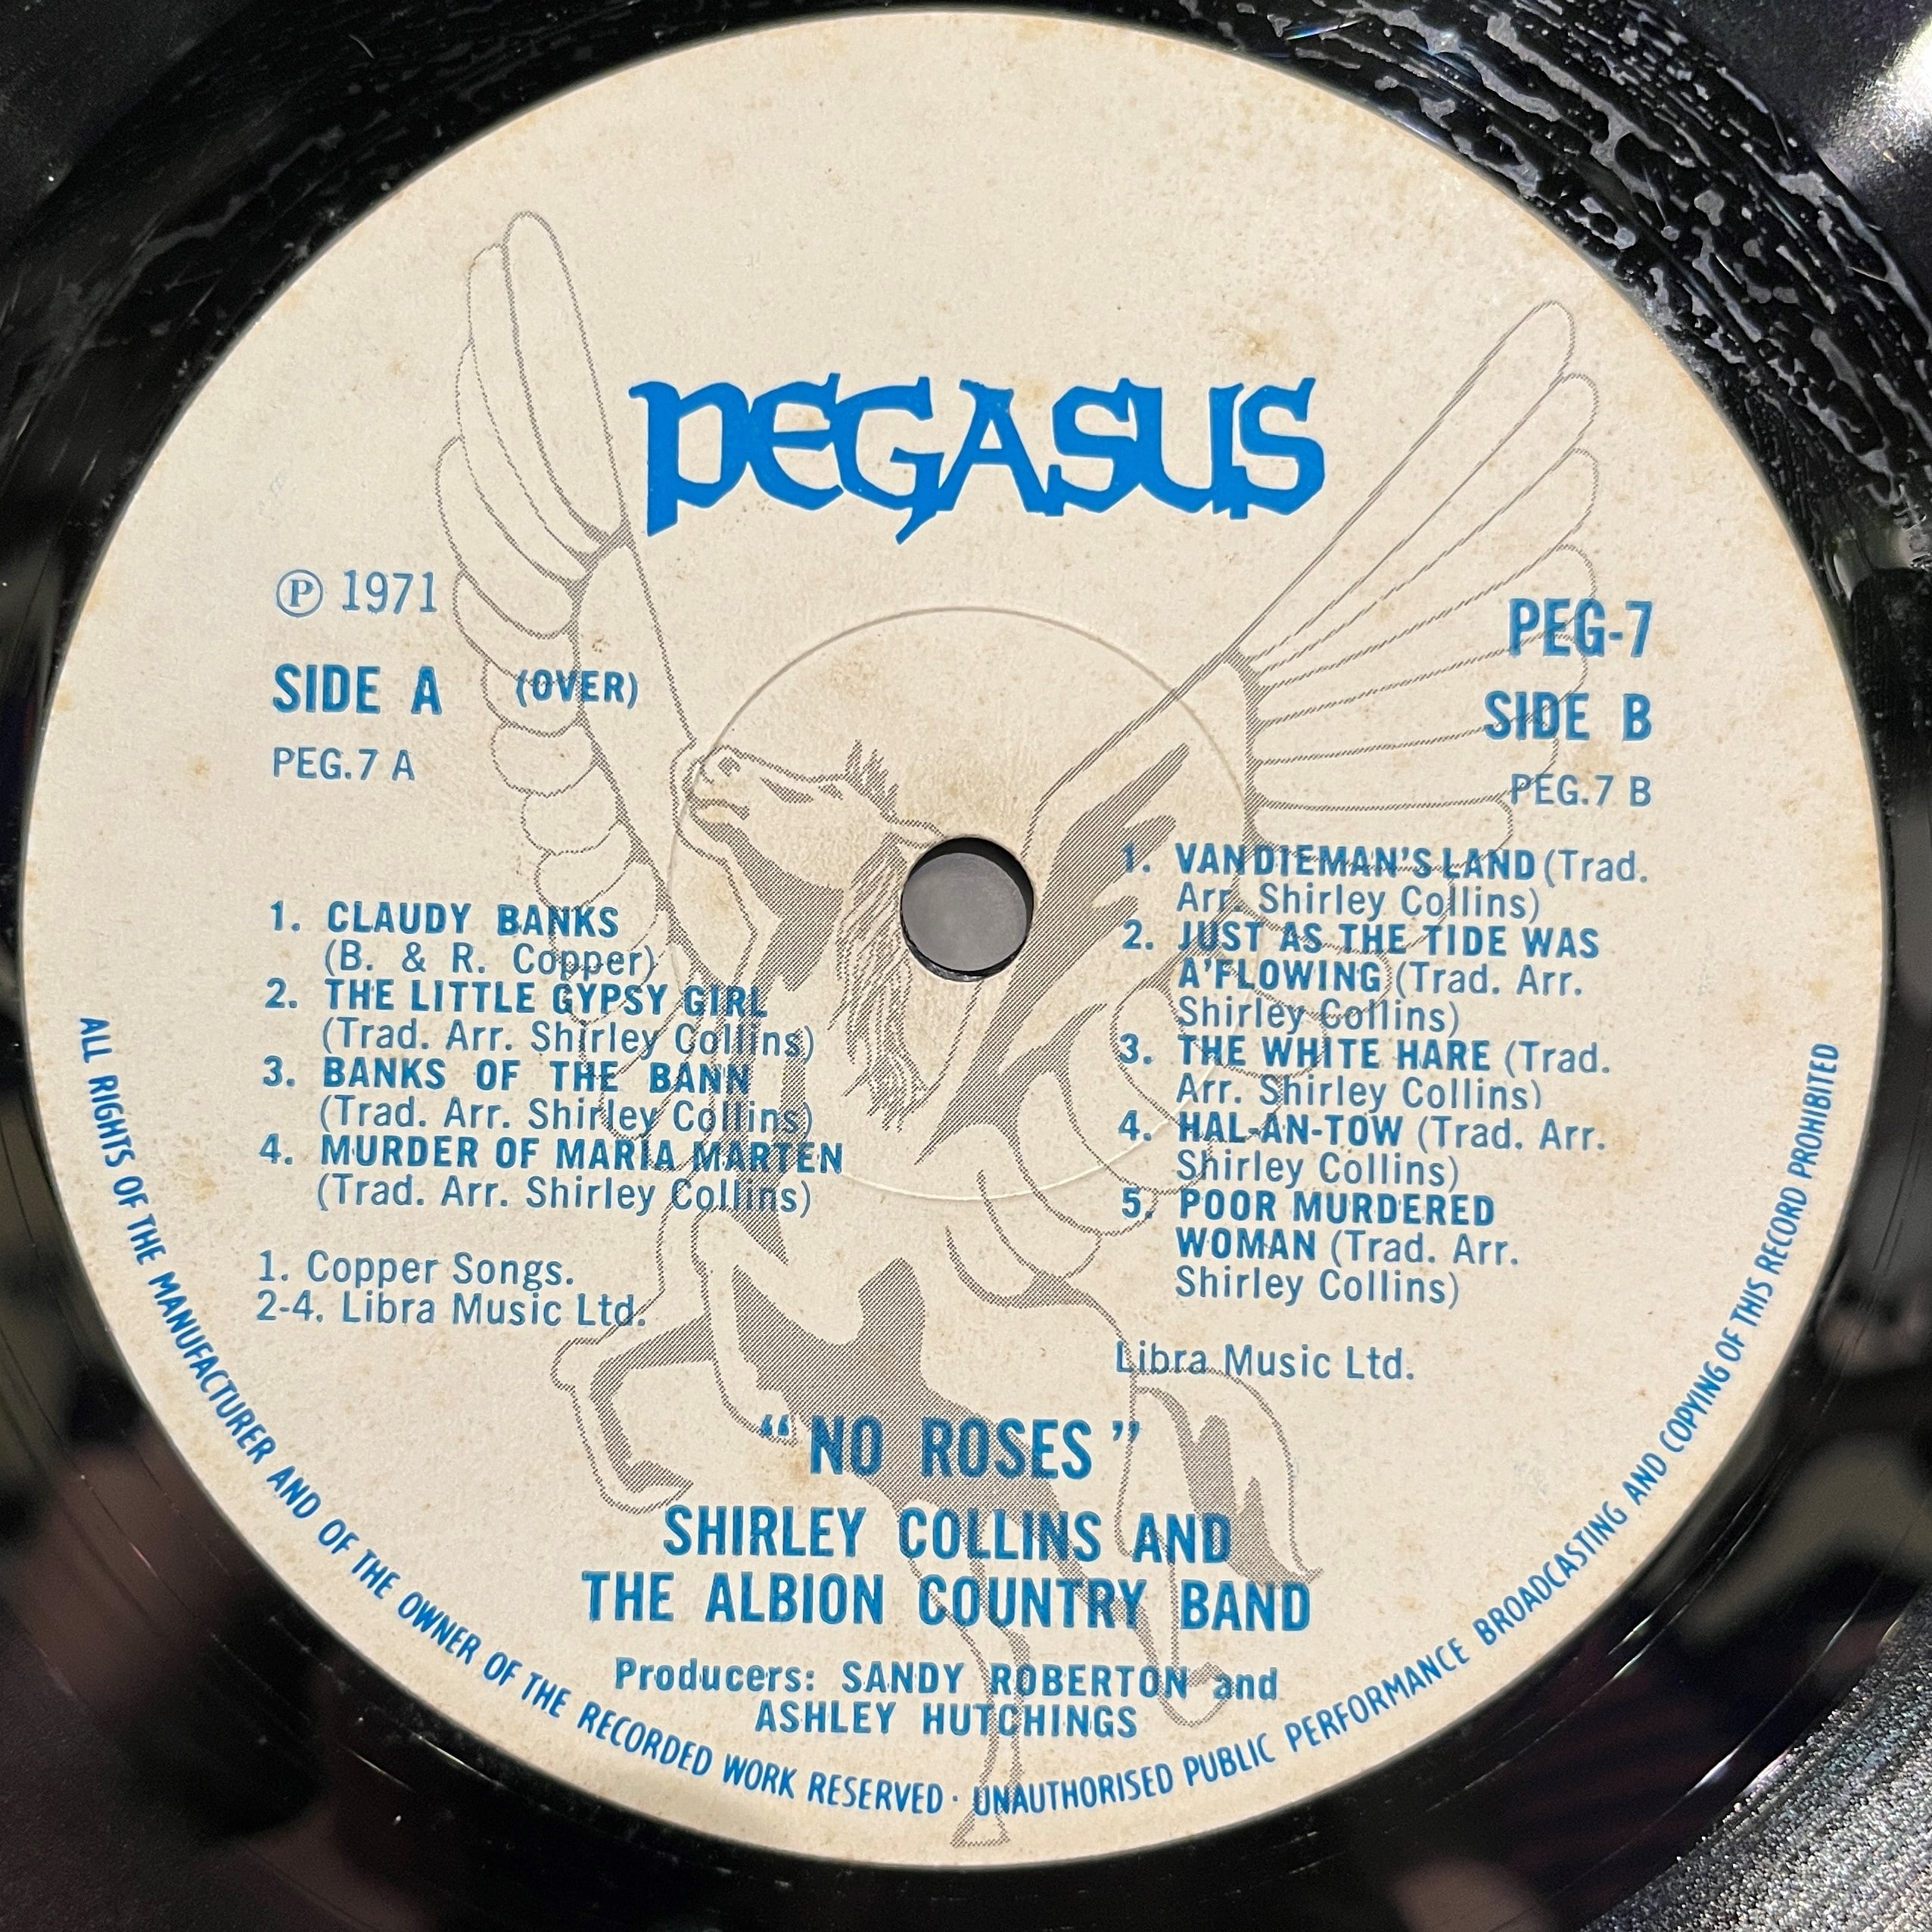 PEGASUS
Ⓟ 1971
SIDE A (OVER)
PEG.7 A
1. CLAUDY BANKS
(B. & R. Copper)
2. THE LITTLE GYPSY GIRL
(Trad. Arr. Shirley Collins)
3. BANKS OF THE BANN
(Trad. Arr. Shirley Collins)
4. MURDER OF MARIA MARTEN
(Trad. Arr. Shirley Collins)
1. Copper Songs.
2-4. Libra Music Ltd.
PEG-7
SIDE B
PEG.7 B
1. VANDIEMAN'S LAND (Trad.
Arr. Shirley Collins)
2. JUST AS THE TIDE WAS
A'FLOWING (Trad. Arr.
Shirley Collins)
3. THE WHITE HARE (Trad.
Arr. Shirley Collins)
4. HAL-AN-TOW (Trad. Arr.
Shirley Collins)
5. POOR MURDERED
WOMAN (Trad. Arr.
Shirley Collins)
Libra Music Ltd.
“NO ROSES”
SHIRLEY COLLINS AND
THE ALBION COUNTRY BAND
Producers: SANDY ROBERTON and
ASHLEY HUTCHINGS
ALL RIGHTS OF THE MANUFACTURER AND OF THE OWNER OF THE RECORDED WORK RESERVED · UNAUTHORISED PUBLIC PERFORMANCE BROADCASTING AND COPYING OF THIS RECORD PROHIBITED